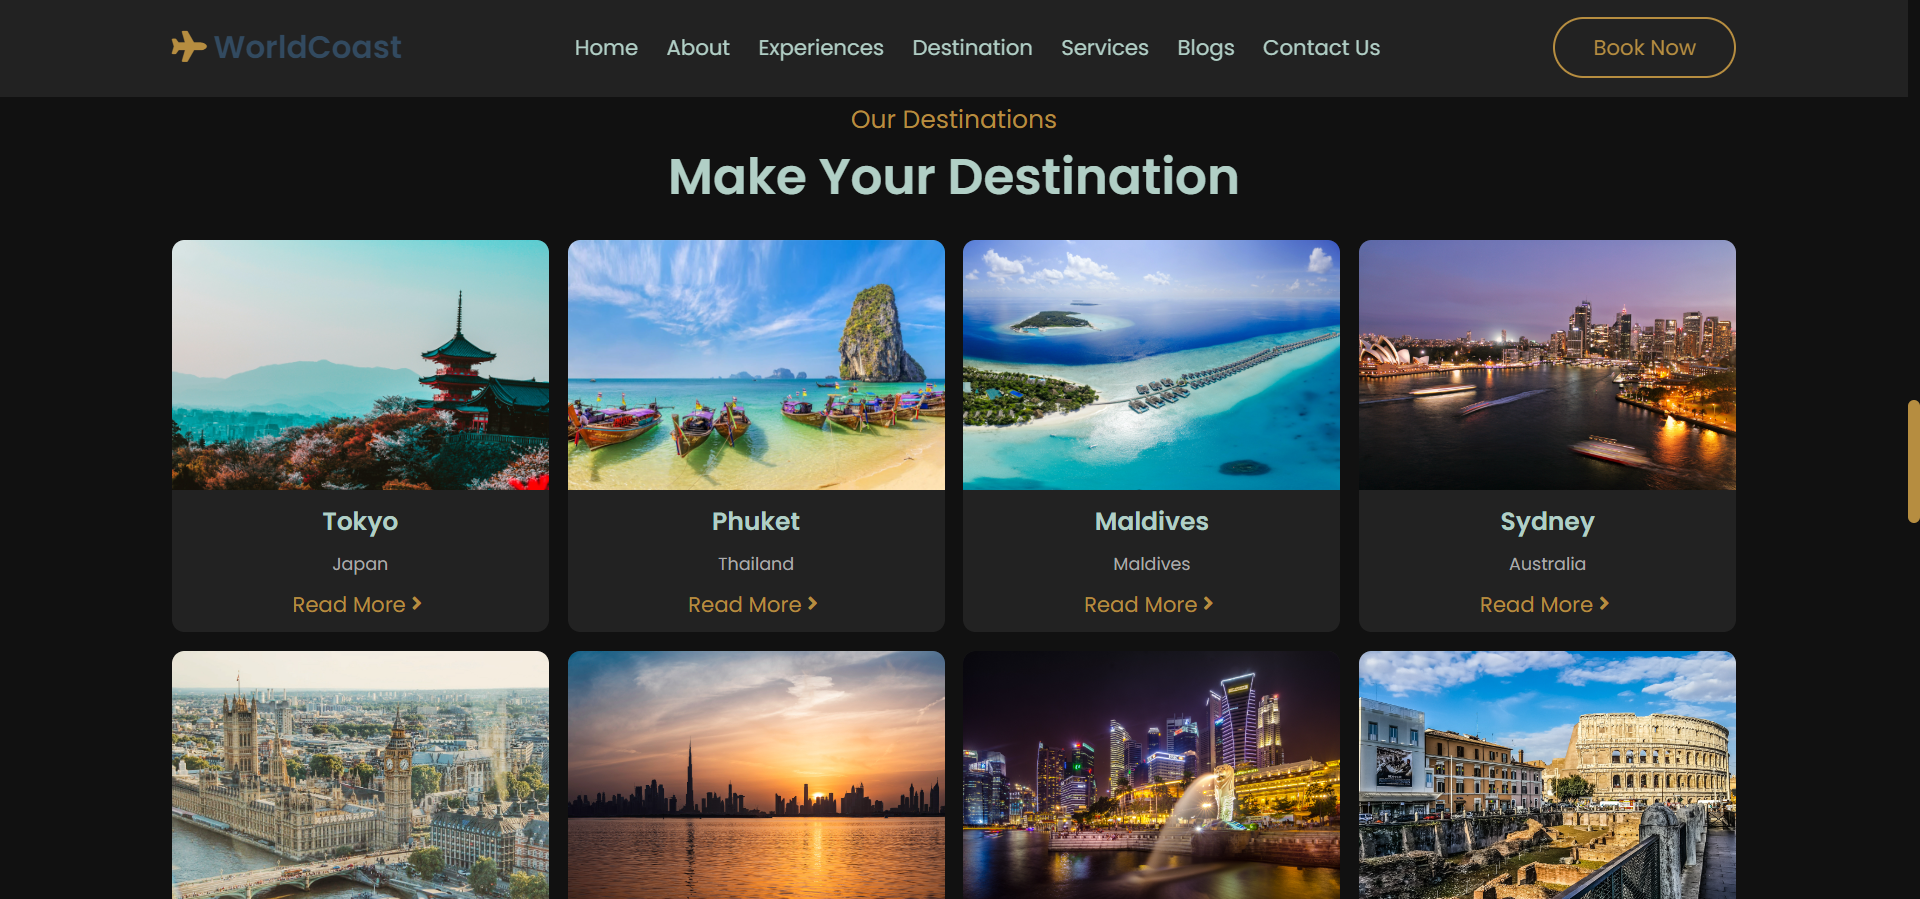 WorldCoast
Home About Experiences Destination Services Blogs Contact Us
Book Now
Our Destinations
Make Your Destination
Tokyo
Japan
Read More
Phuket
Thailand
Read More
Maldives
Maldives
Read More
Sydney
Australia
Read More